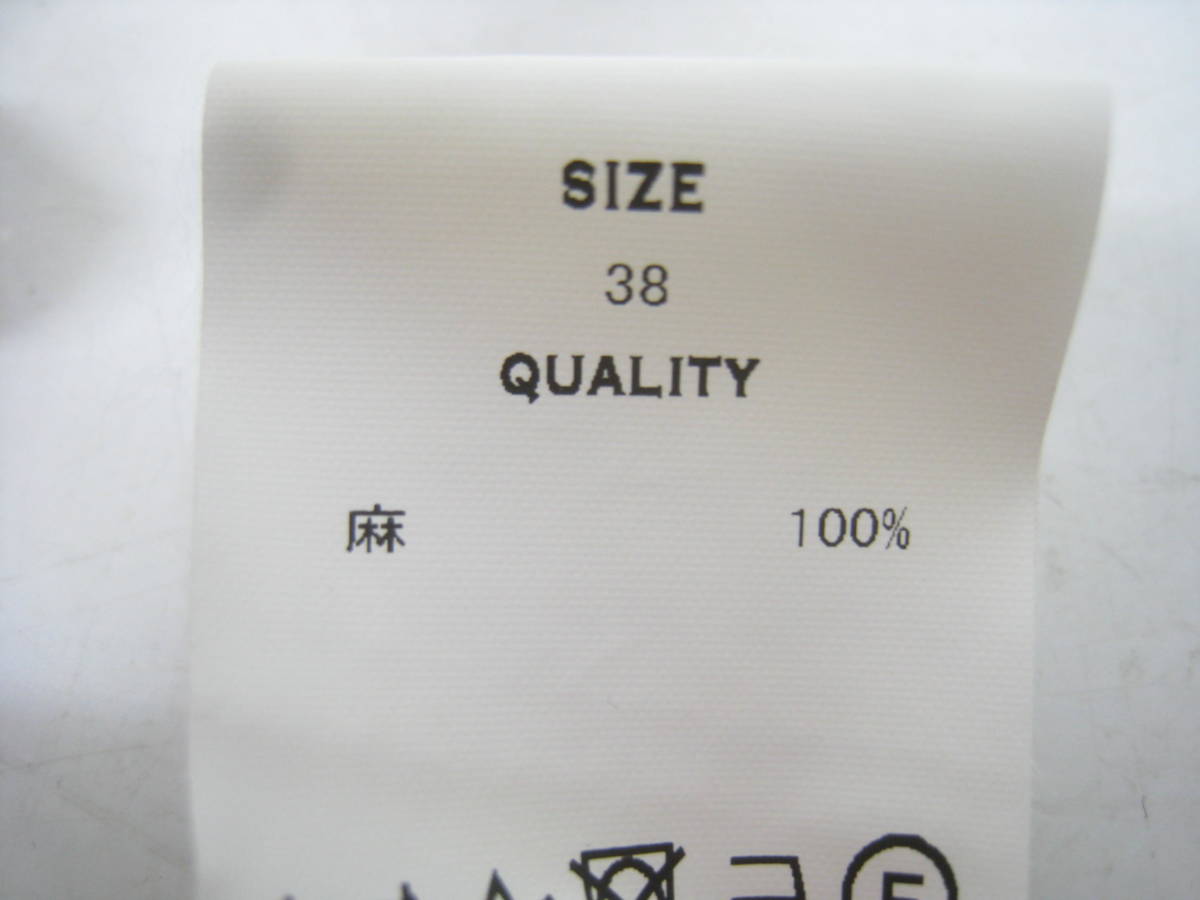 SIZE
38
QUALITY
麻 100%
F